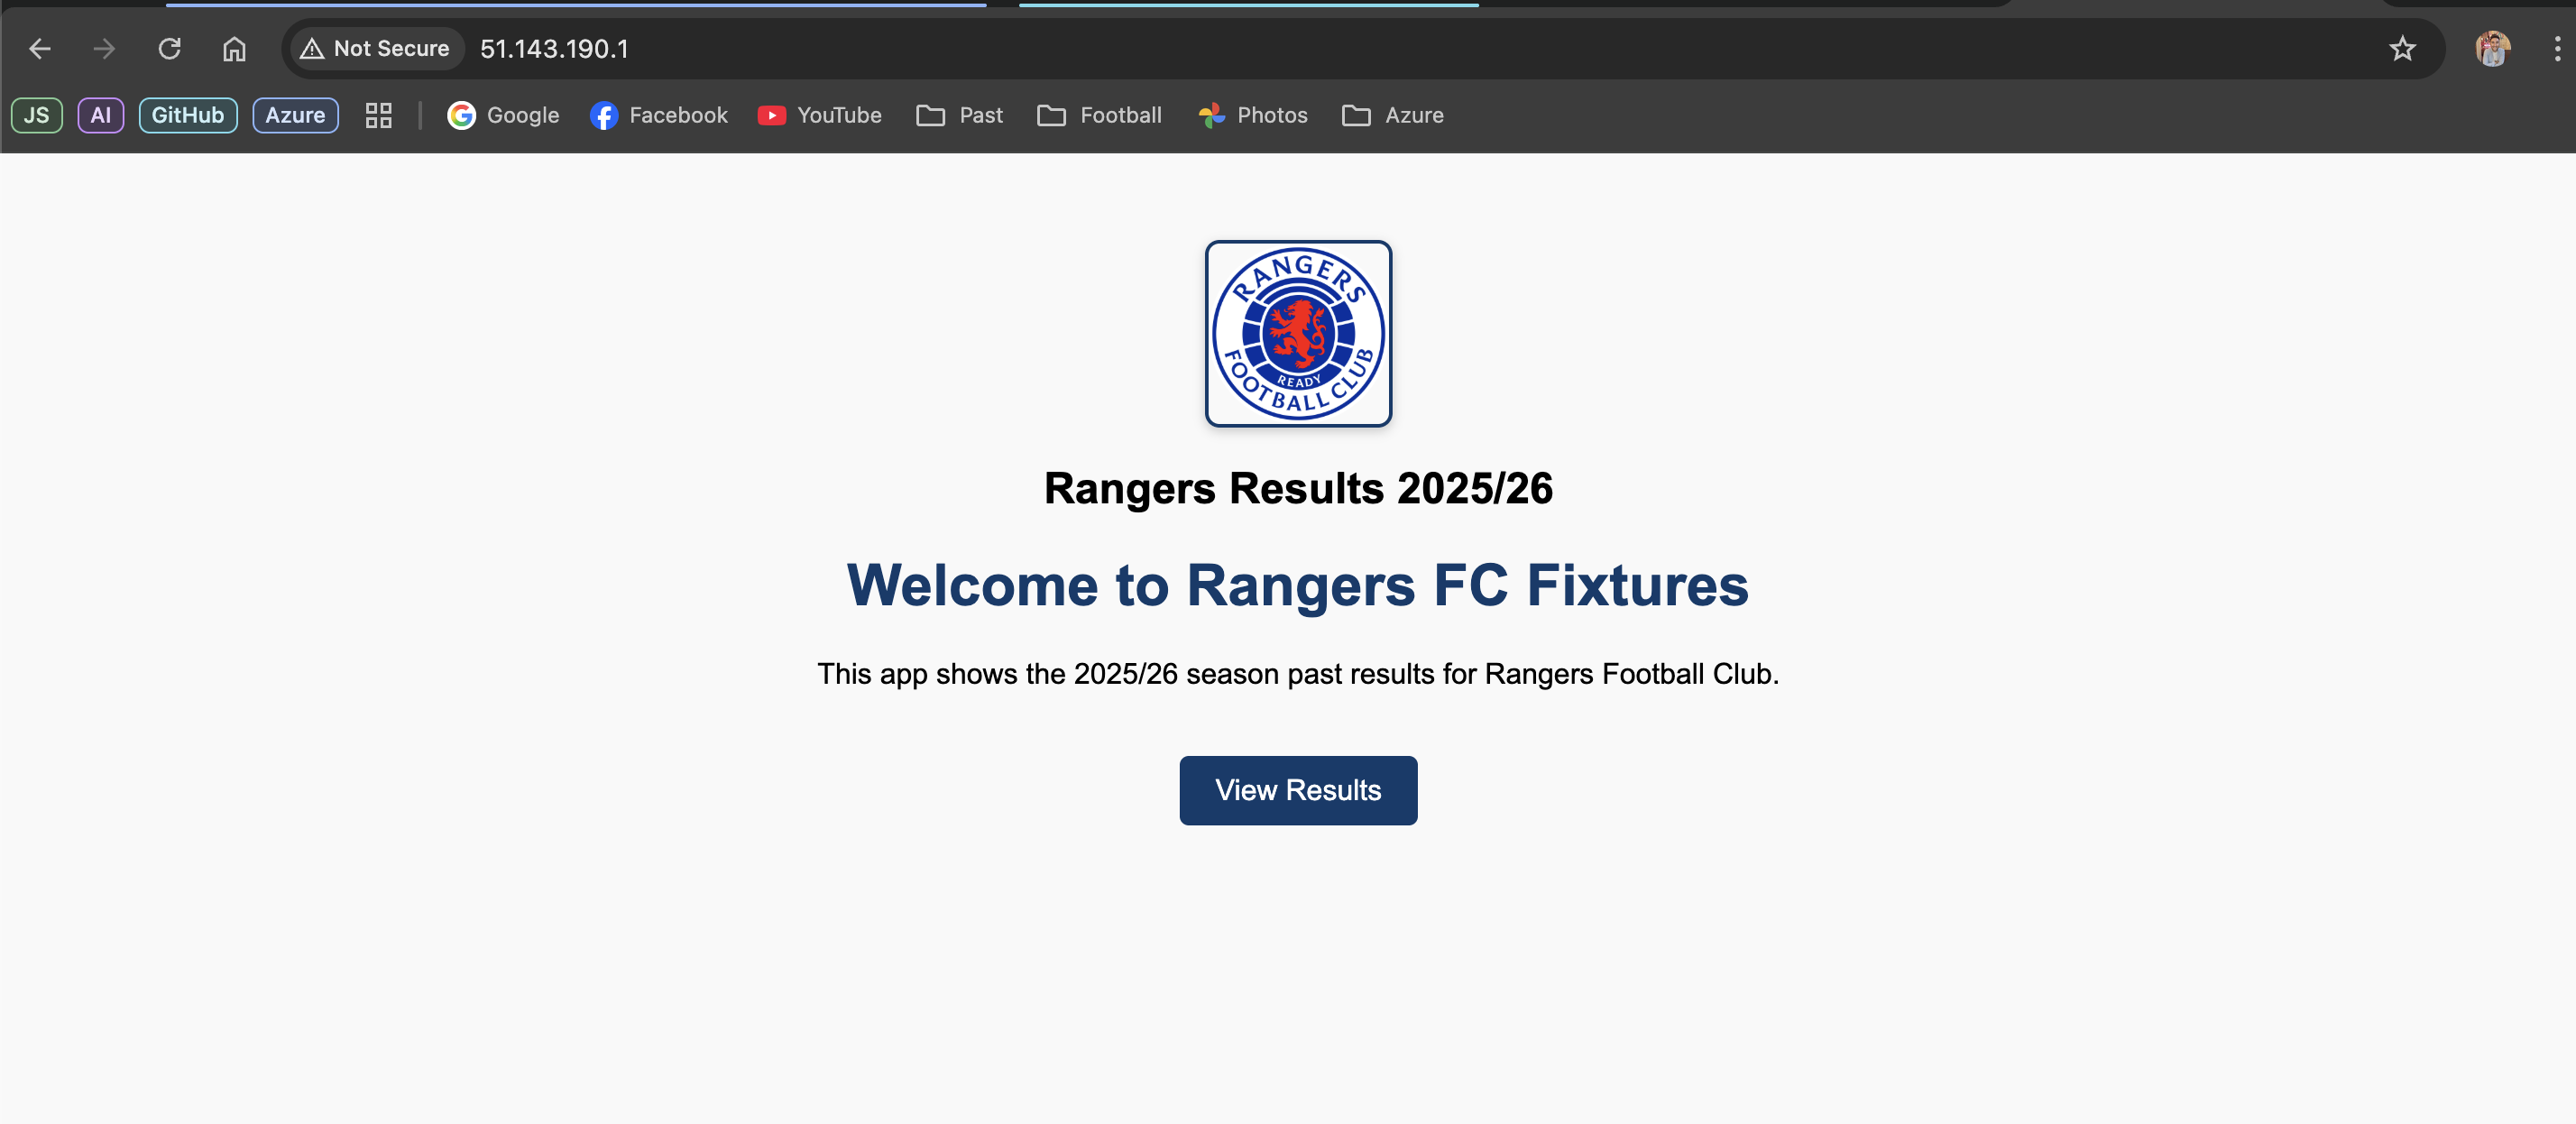 Not Secure 51.143.190.1
JS AI GitHub Azure Google Facebook YouTube Past Football Photos Azure
RANGERS
READY
FOOTBALL CLUB
Rangers Results 2025/26
Welcome to Rangers FC Fixtures
This app shows the 2025/26 season past results for Rangers Football Club.
View Results